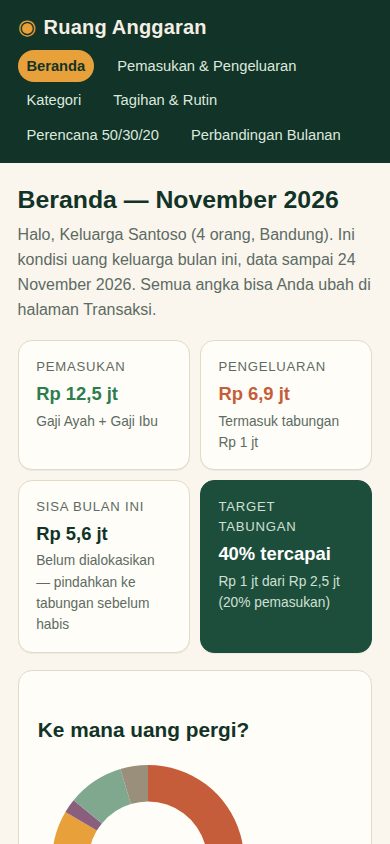 Ruang Anggaran
Beranda
Pemasukan & Pengeluaran
Kategori
Tagihan & Rutin
Perencana 50/30/20
Perbandingan Bulanan
Beranda — November 2026
Halo, Keluarga Santoso (4 orang, Bandung). Ini
kondisi uang keluarga bulan ini, data sampai 24
November 2026. Semua angka bisa Anda ubah di
halaman Transaksi.
PEMASUKAN
Rp 12,5 jt
Gaji Ayah + Gaji Ibu
PENGELUARAN
Rp 6,9 jt
Termasuk tabungan
Rp 1 jt
SISA BULAN INI
Rp 5,6 jt
Belum dialokasikan
— pindahkan ke
tabungan sebelum
habis
TARGET
TABUNGAN
40% tercapai
Rp 1 jt dari Rp 2,5 jt
(20% pemasukan)
Ke mana uang pergi?